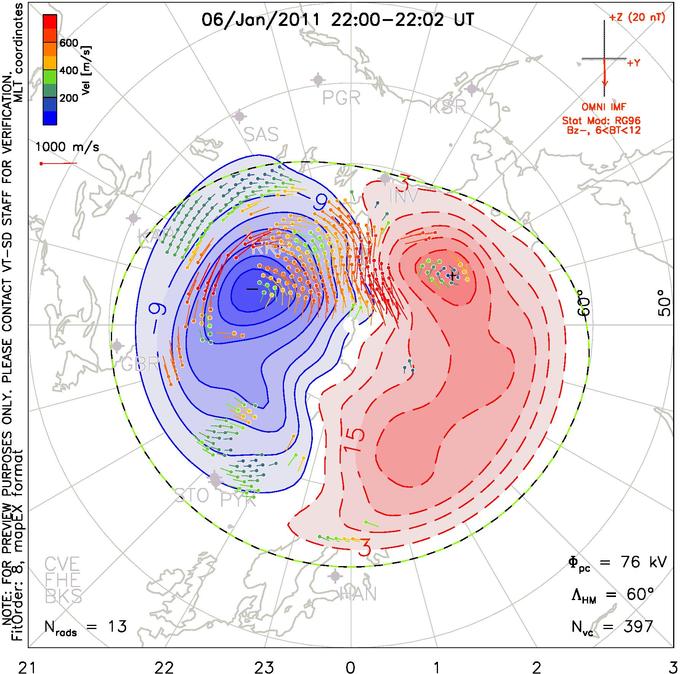 06/Jan/2011 22:00−22:02 UT
MLT coordinates
600
400
200
Vel [m/s]
1000 m/s
+Z (20 nT)
+Y
OMNI IMF
Stat Mod: RG96
Bz−, 6<BT<12
PGR
KSR
SAS
INV
3
9
9
60°
50°
GBR
15
STO PYK
3
HAN
CVE
FHE
BKS
Φpc = 76 kV
ΛHM = 60°
Nvc = 397
Nrads = 13
NOTE: FOR PREVIEW PURPOSES ONLY. PLEASE CONTACT VT−SD STAFF FOR VERIFICATION.
FitOrder: 8, mapEX format
21 22 23 0 1 2 3